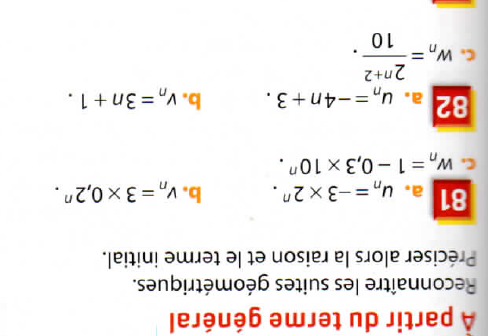 À partir du terme général
Reconnaître les suites géométriques.
Préciser alors la raison et le terme initial.
81 a. uₙ = −3 × 2ⁿ. b. vₙ = 3 × 0,2ⁿ.
c. wₙ = 1 − 0,3 × 10ⁿ.
82 a. uₙ = −4n + 3. b. vₙ = 3n + 1.
c. wₙ = 2ⁿ⁺²/10.